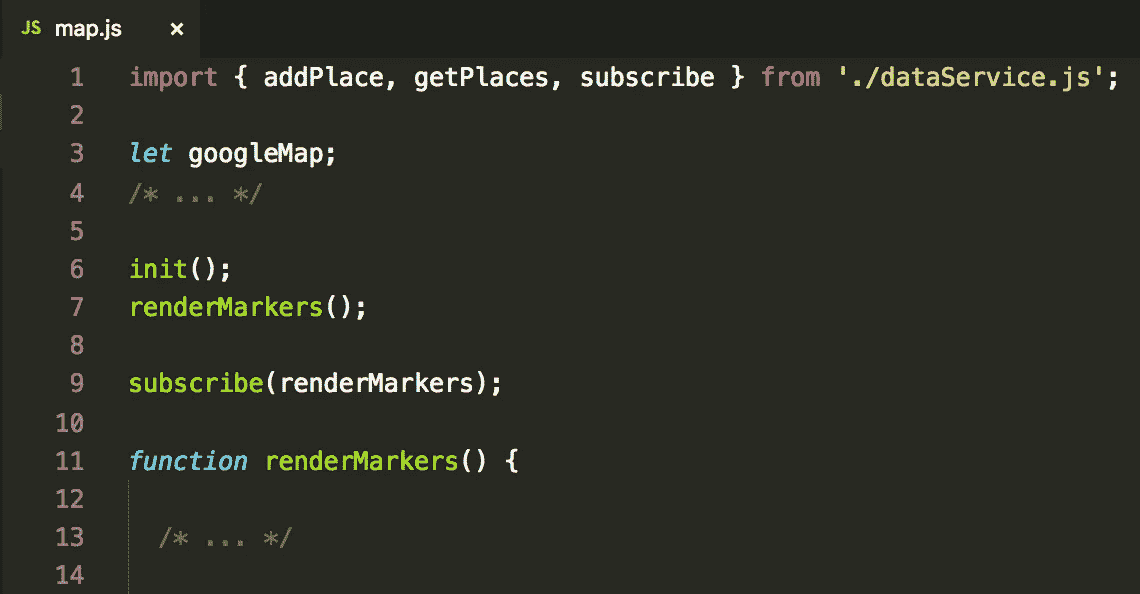 JS map.js ×
1 import { addPlace, getPlaces, subscribe } from './dataService.js';
2
3 let googleMap;
4 /* ... */
5
6 init();
7 renderMarkers();
8
9 subscribe(renderMarkers);
10
11 function renderMarkers() {
12
13 /* ... */
14